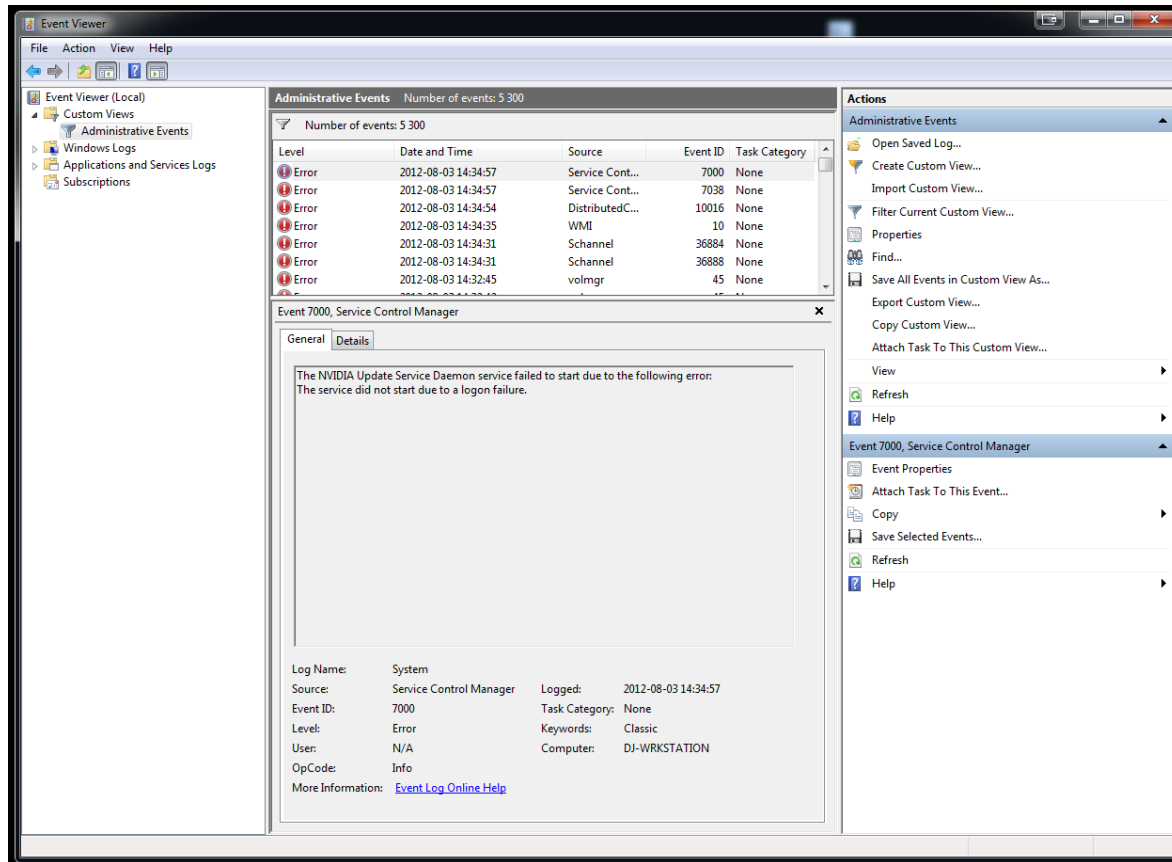 Event Viewer
File Action View Help
Event Viewer (Local)
Custom Views
Administrative Events
Windows Logs
Applications and Services Logs
Subscriptions
Administrative Events Number of events: 5 300
Number of events: 5 300
Level Date and Time Source Event ID Task Category
Error 2012-08-03 14:34:57 Service Cont... 7000 None
Error 2012-08-03 14:34:57 Service Cont... 7038 None
Error 2012-08-03 14:34:54 DistributedC... 10016 None
Error 2012-08-03 14:34:35 WMI 10 None
Error 2012-08-03 14:34:31 Schannel 36884 None
Error 2012-08-03 14:34:31 Schannel 36888 None
Error 2012-08-03 14:32:45 volmgr 45 None
Event 7000, Service Control Manager
General Details
The NVIDIA Update Service Daemon service failed to start due to the following error:
The service did not start due to a logon failure.
Log Name: System
Source: Service Control Manager Logged: 2012-08-03 14:34:57
Event ID: 7000 Task Category: None
Level: Error Keywords: Classic
User: N/A Computer: DJ-WRKSTATION
OpCode: Info
More Information: Event Log Online Help
Actions
Administrative Events
Open Saved Log...
Create Custom View...
Import Custom View...
Filter Current Custom View...
Properties
Find...
Save All Events in Custom View As...
Export Custom View...
Copy Custom View...
Attach Task To This Custom View...
View
Refresh
Help
Event 7000, Service Control Manager
Event Properties
Attach Task To This Event...
Copy
Save Selected Events...
Refresh
Help